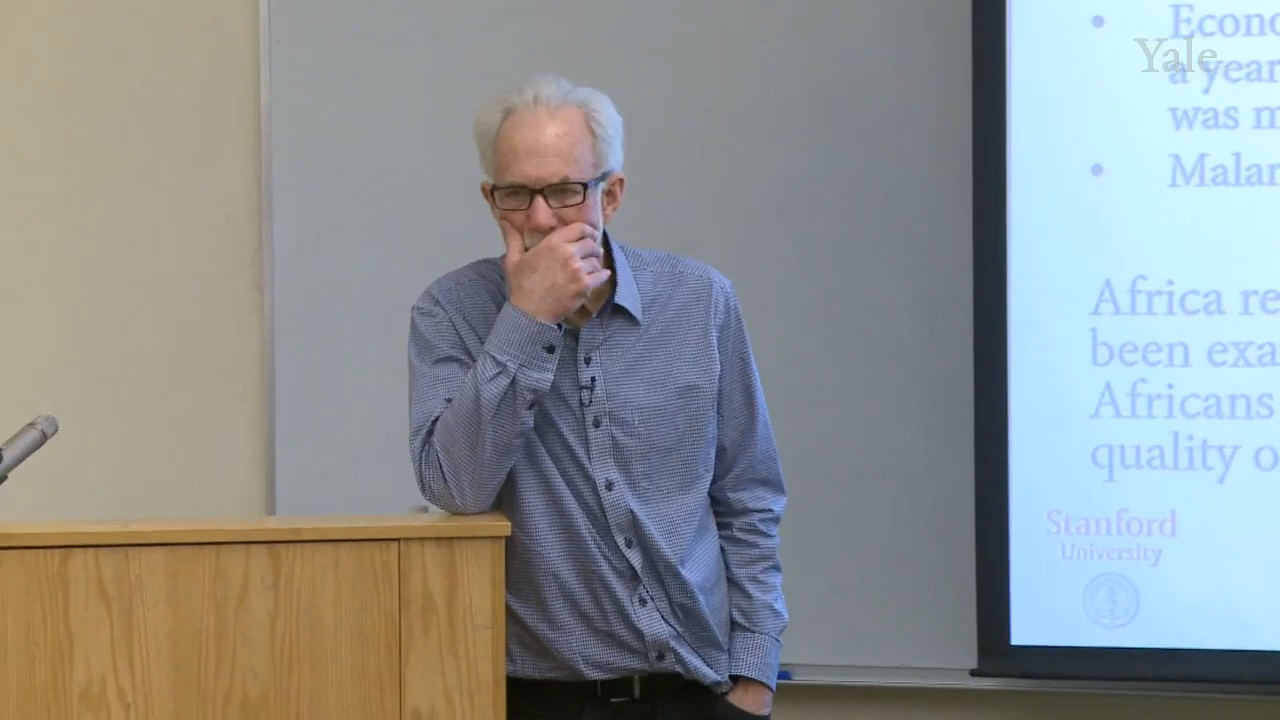 Yale
• Econo
a year
was m
• Malar
Africa re
been exa
Africans
quality o
Stanford
University